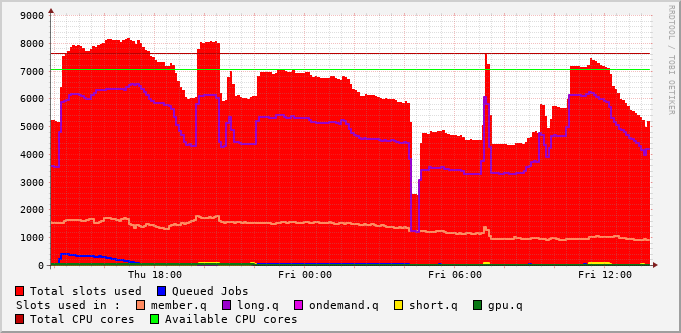 RRDTOOL / TOBI OETIKER
9000
8000
7000
6000
5000
4000
3000
2000
1000
0
Thu 18:00 Fri 00:00 Fri 06:00 Fri 12:00
Total slots used Queued Jobs
Slots used in : member.q long.q ondemand.q short.q gpu.q
Total CPU cores Available CPU cores